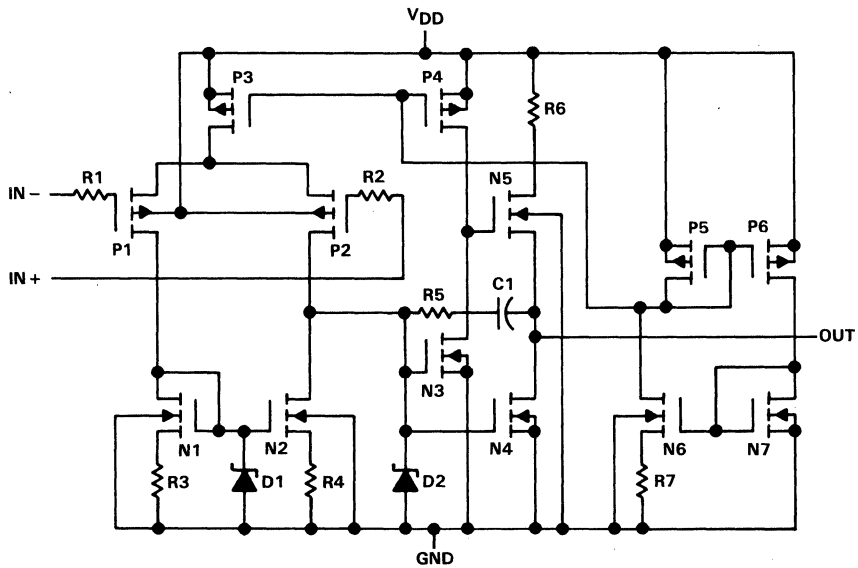 VDD
P3
P4
R6
R1
R2
IN–
N5
P5
P6
P1
P2
IN+
R5
C1
OUT
N3
N1
N2
N4
N6
N7
R3
D1
R4
D2
R7
GND